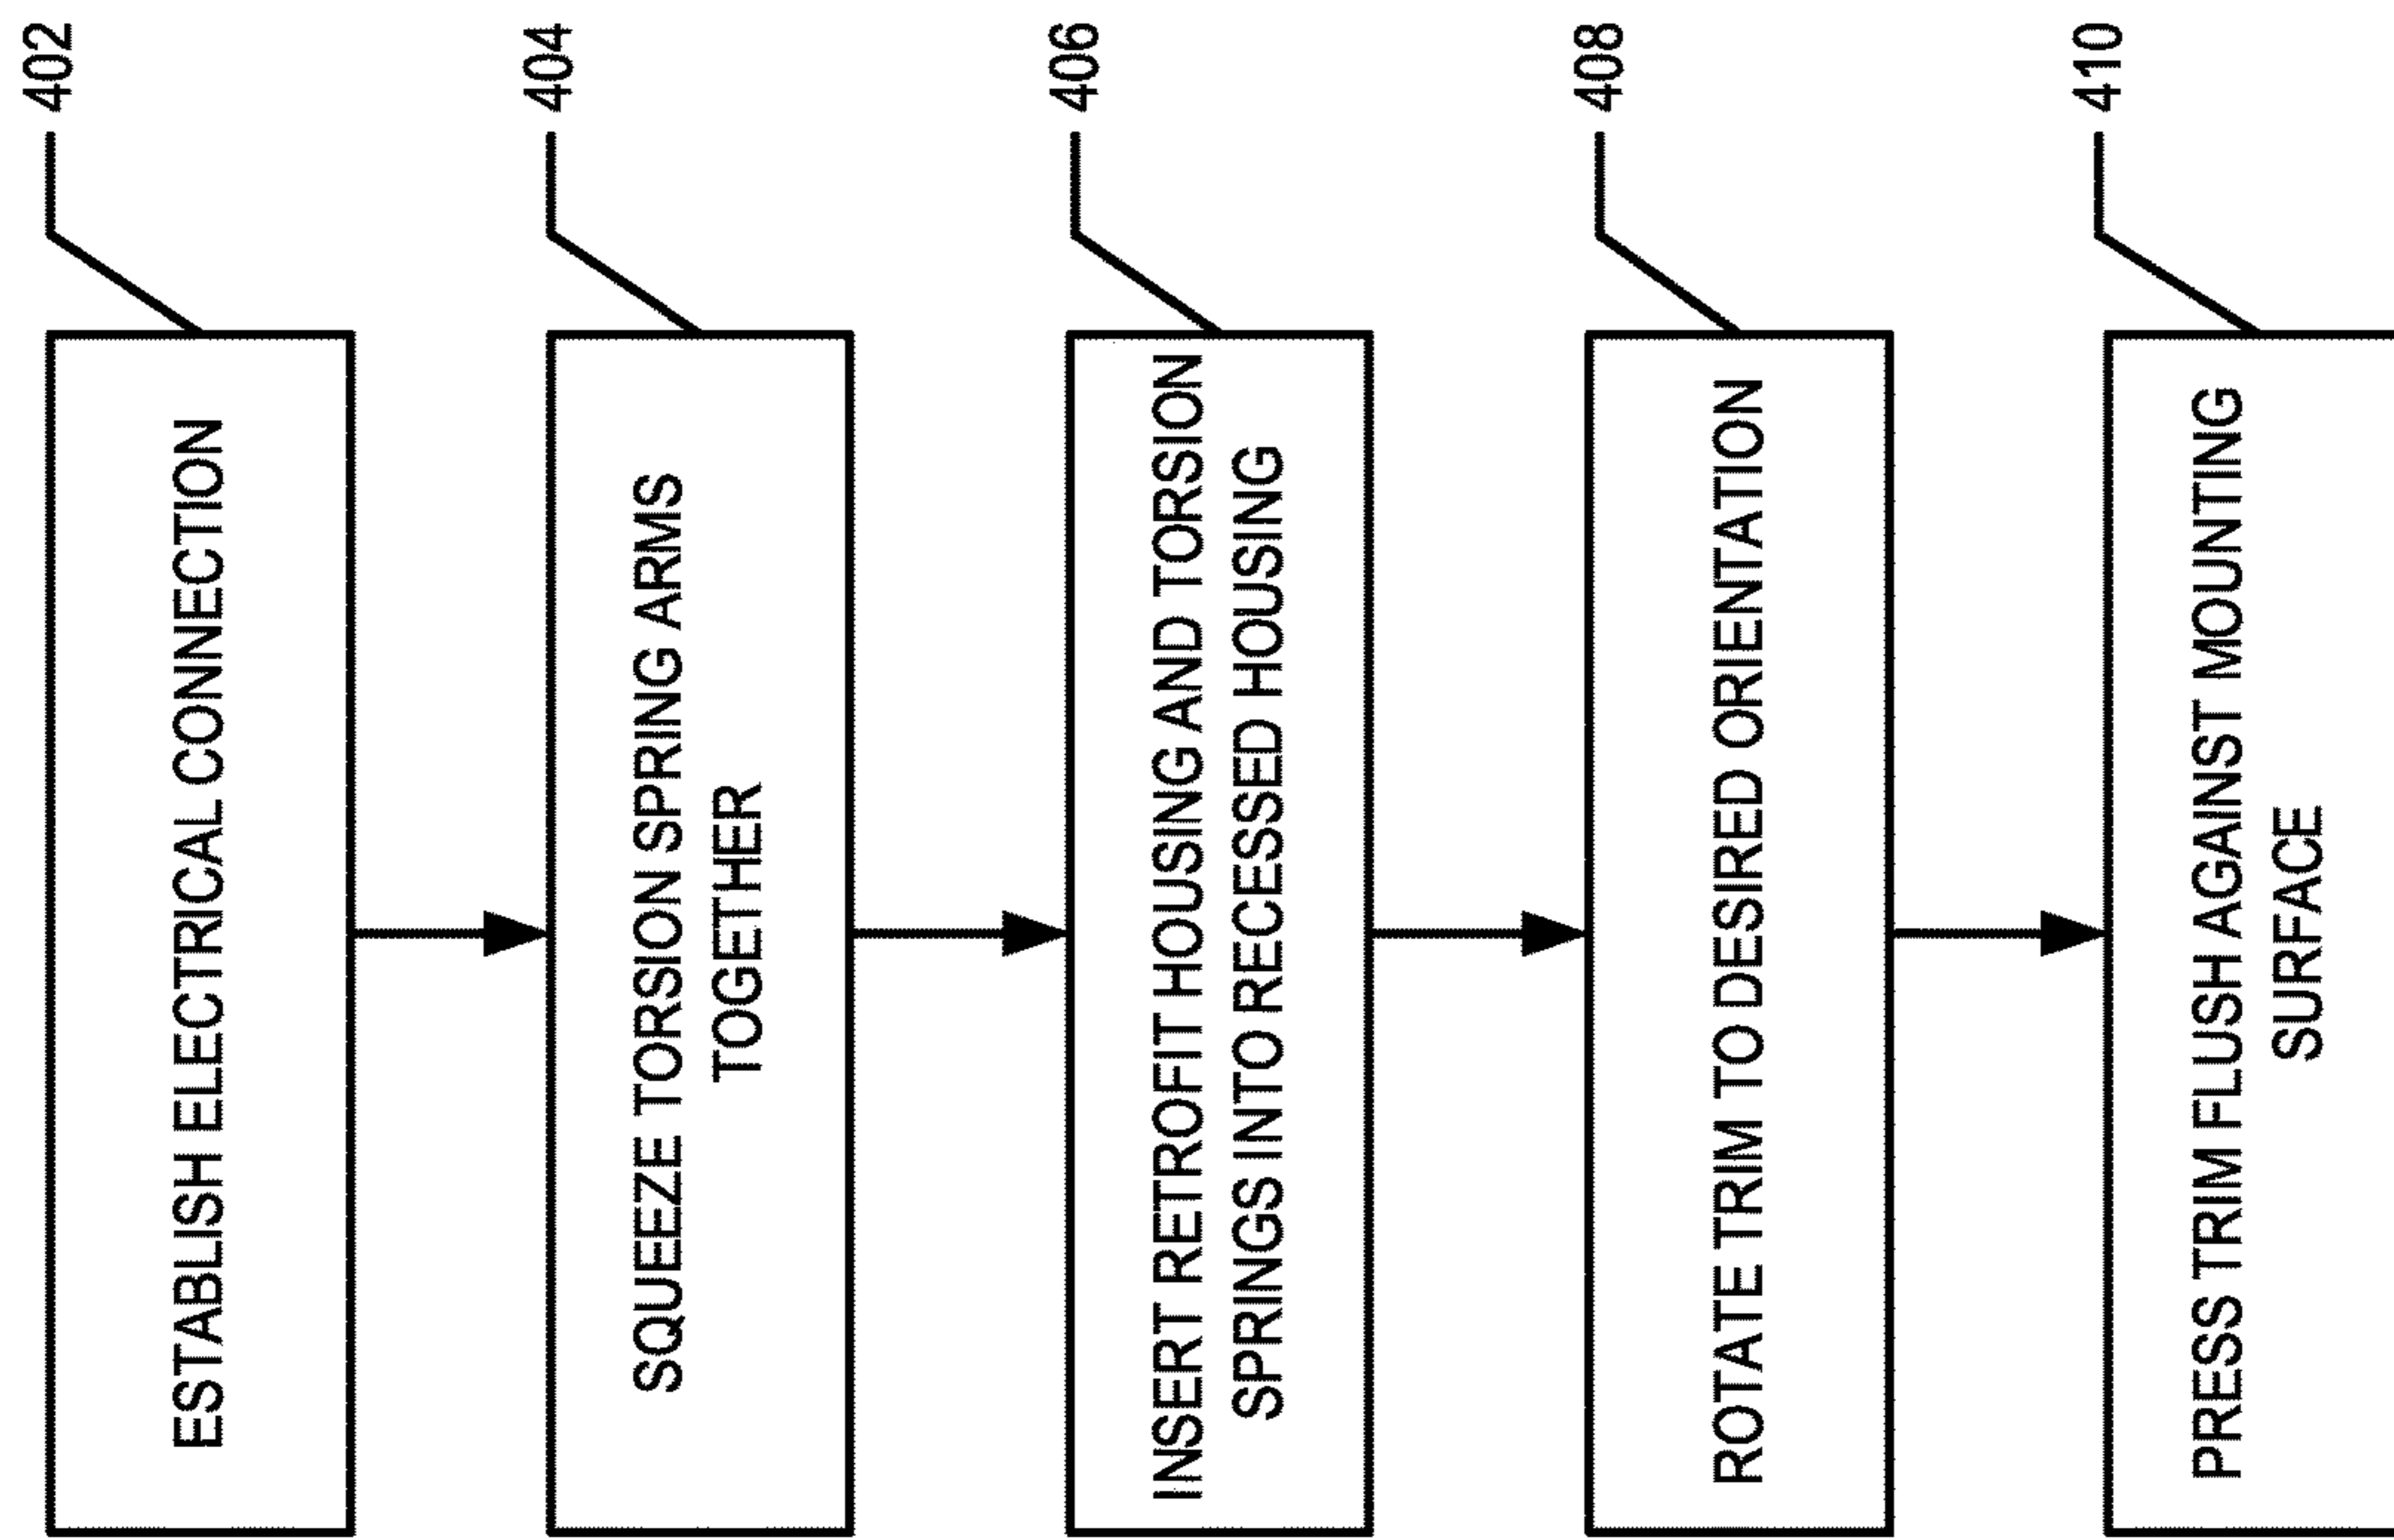 402
ESTABLISH ELECTRICAL CONNECTION
404
SQUEEZE TORSION SPRING ARMS
TOGETHER
406
INSERT RETROFIT HOUSING AND TORSION
SPRINGS INTO RECESSED HOUSING
408
ROTATE TRIM TO DESIRED ORIENTATION
410
PRESS TRIM FLUSH AGAINST MOUNTING
SURFACE